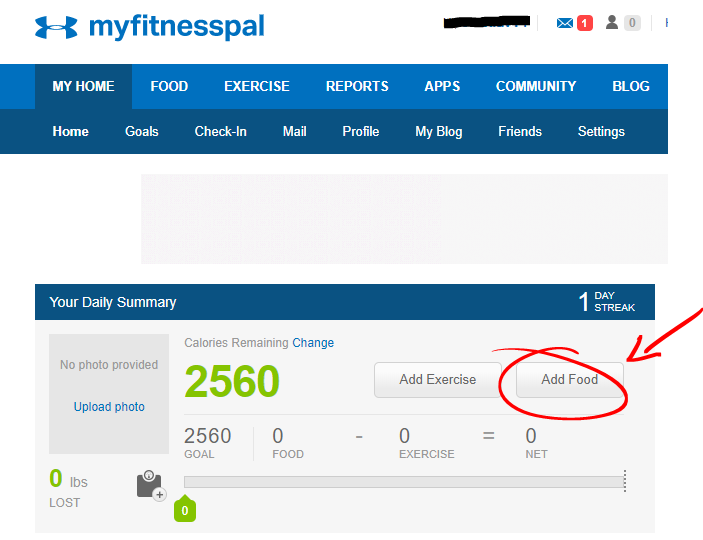 myfitnesspal
1 0
MY HOME FOOD EXERCISE REPORTS APPS COMMUNITY BLOG
Home Goals Check-In Mail Profile My Blog Friends Settings
Your Daily Summary
1 DAY STREAK
No photo provided
Upload photo
Calories Remaining Change
2560
Add Exercise Add Food
2560 0 - 0 = 0
GOAL FOOD EXERCISE NET
0 lbs
LOST
0